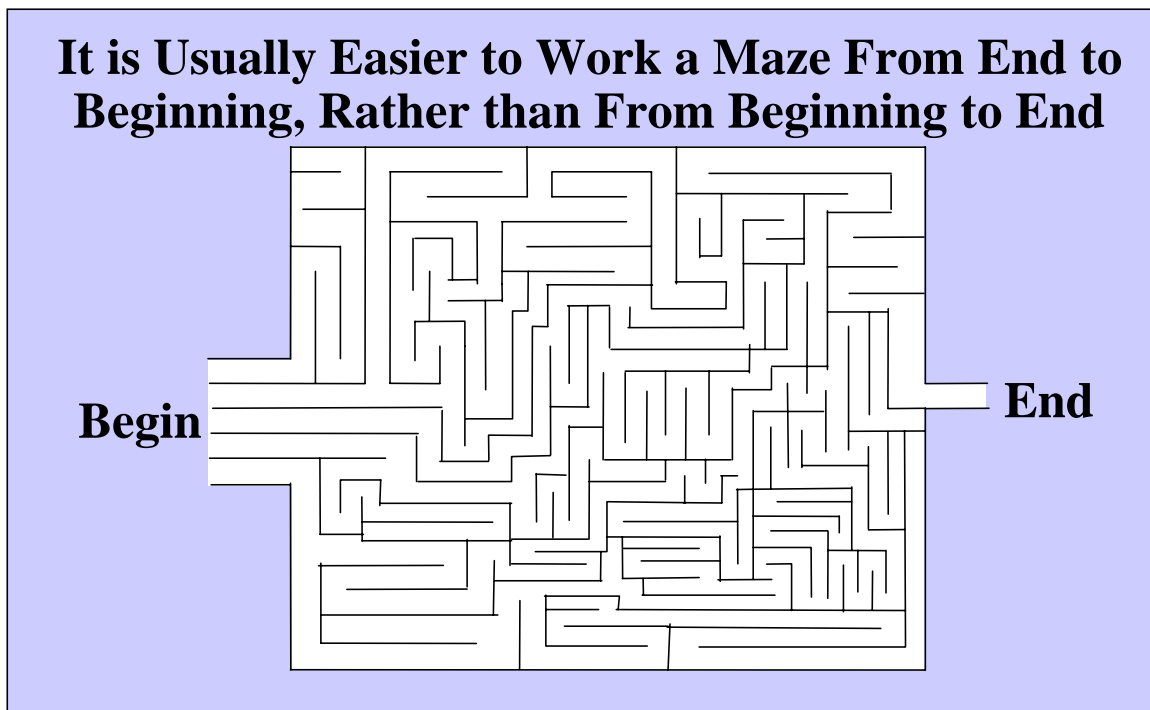 It is Usually Easier to Work a Maze From End to
Beginning, Rather than From Beginning to End
Begin
End